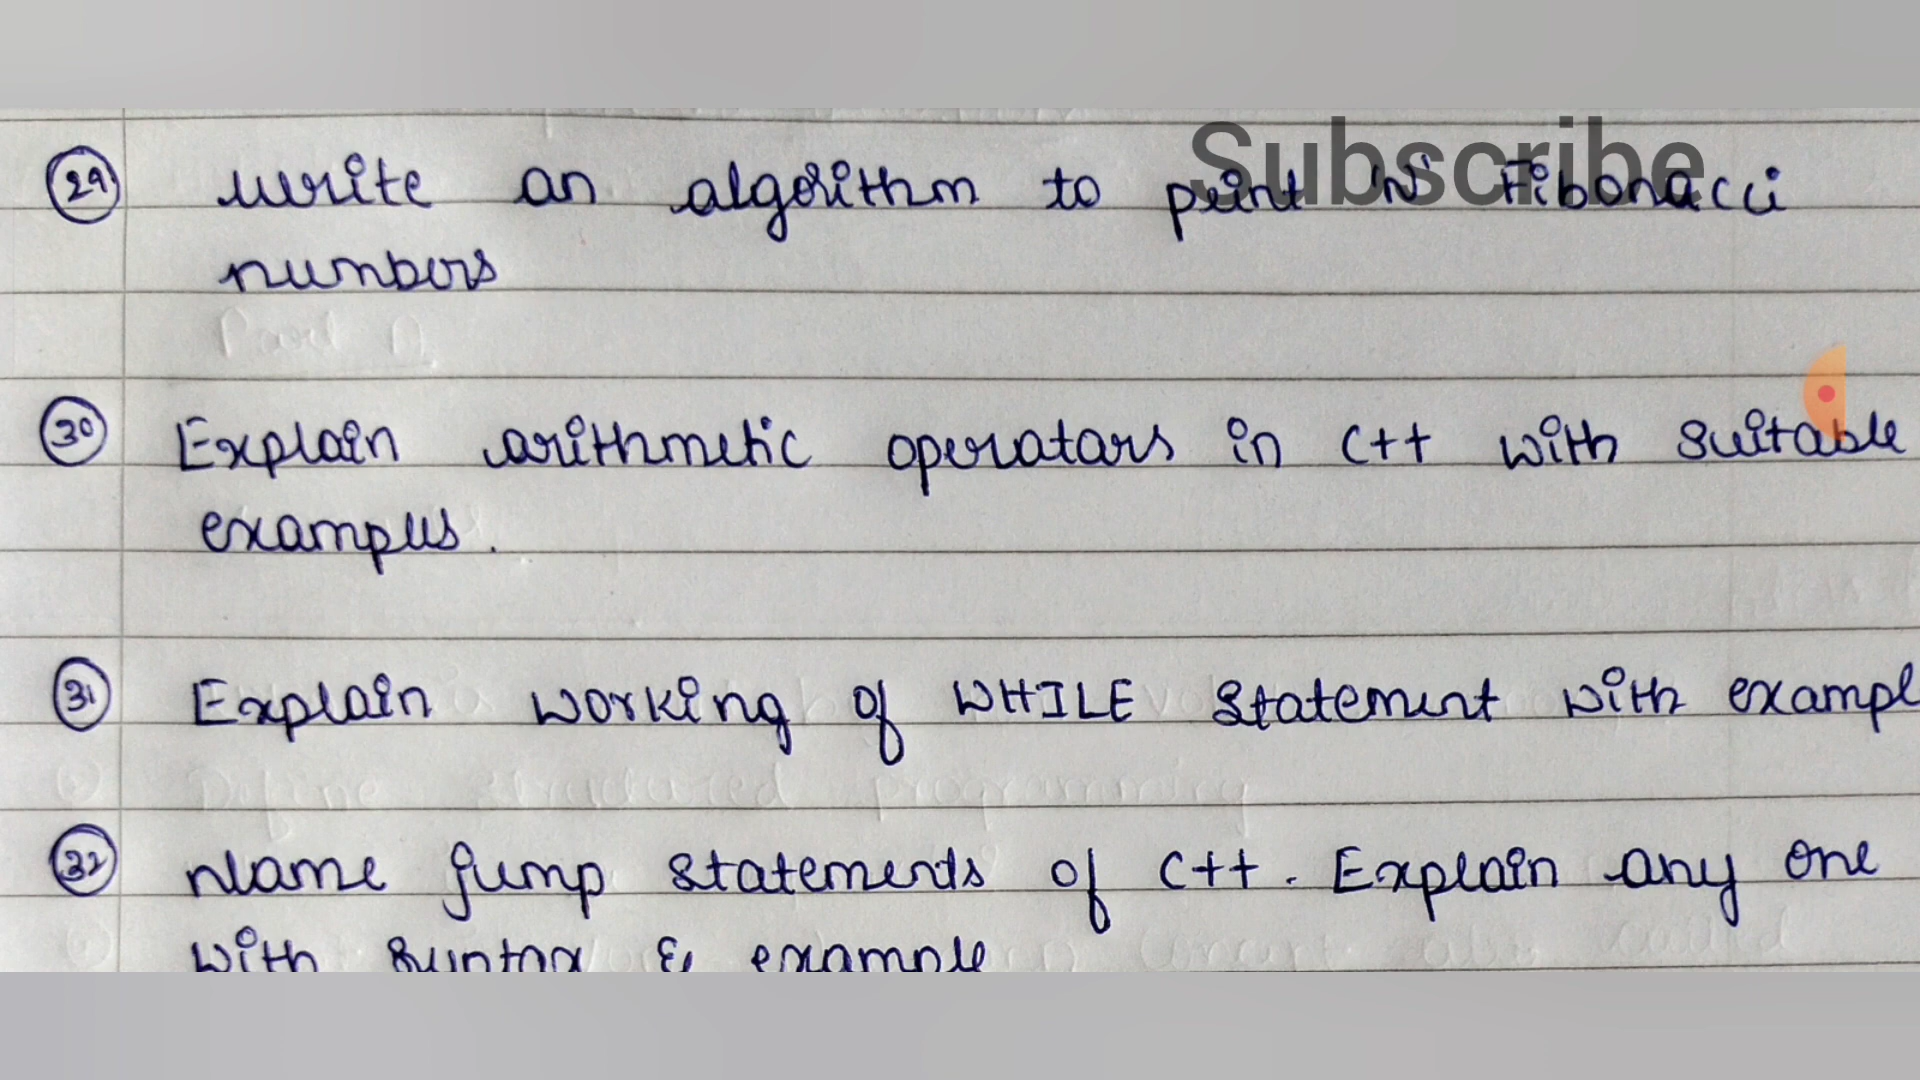 Subscribe
29 Write an algorithm to print 'N' Fibonacci
numbers
30 Explain arithmetic operators in C++ with suitable
examples.
31 Explain working of WHILE statement with exampl
32 Name jump statements of C++. Explain any one
with syntax & example